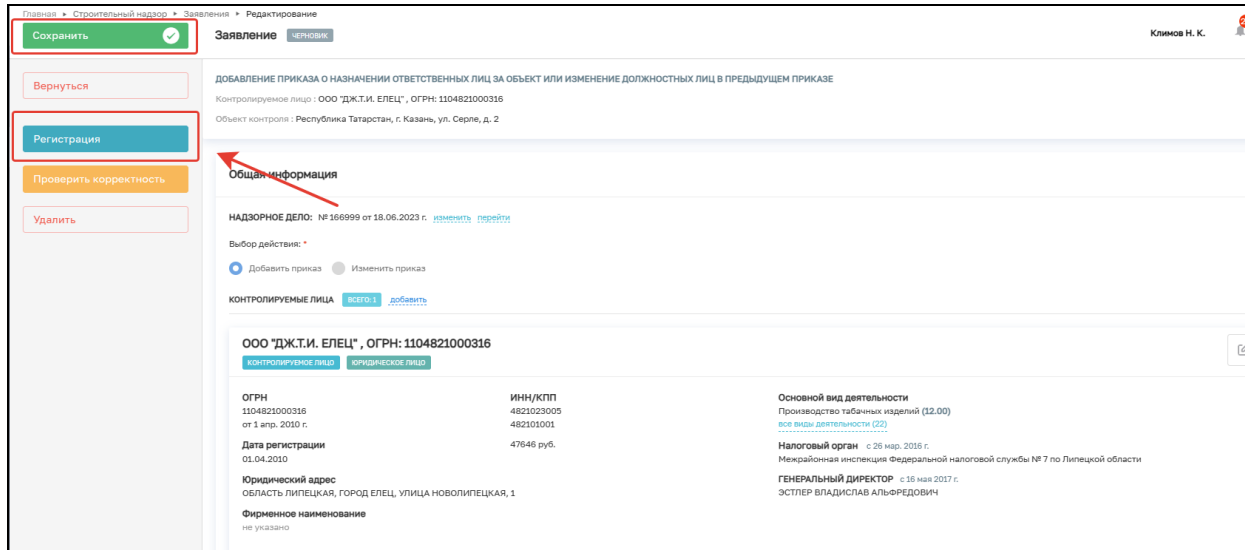 Главная ▸ Строительный надзор ▸ Заявления ▸ Редактирование
Сохранить
Заявление ЧЕРНОВИК
Климов Н. К.
2
Вернуться
ДОБАВЛЕНИЕ ПРИКАЗА О НАЗНАЧЕНИИ ОТВЕТСТВЕННЫХ ЛИЦ ЗА ОБЪЕКТ ИЛИ ИЗМЕНЕНИЕ ДОЛЖНОСТНЫХ ЛИЦ В ПРЕДЫДУЩЕМ ПРИКАЗЕ
Контролируемое лицо : ООО "ДЖ.Т.И. ЕЛЕЦ" , ОГРН: 1104821000316
Объект контроля : Республика Татарстан, г. Казань, ул. Серпе, д. 2
Регистрация
Проверить корректность
Удалить
Общая информация
НАДЗОРНОЕ ДЕЛО: № 166999 от 18.06.2023 г. изменить перейти
Выбор действия: *
Добавить приказ Изменить приказ
КОНТРОЛИРУЕМЫЕ ЛИЦА ВСЕГО: 1 добавить
ООО "ДЖ.Т.И. ЕЛЕЦ" , ОГРН: 1104821000316
КОНТРОЛИРУЕМОЕ ЛИЦО ЮРИДИЧЕСКОЕ ЛИЦО
ОГРН
1104821000316
от 1 апр. 2010 г.
Дата регистрации
01.04.2010
Юридический адрес
ОБЛАСТЬ ЛИПЕЦКАЯ, ГОРОД ЕЛЕЦ, УЛИЦА НОВОЛИПЕЦКАЯ, 1
Фирменное наименование
не указано
ИНН/КПП
4821023005
482101001
47646 руб.
Основной вид деятельности
Производство табачных изделий (12.00)
все виды деятельности (22)
Налоговый орган с 26 мар. 2016 г.
Межрайонная инспекция Федеральной налоговой службы № 7 по Липецкой области
ГЕНЕРАЛЬНЫЙ ДИРЕКТОР с 16 мая 2017 г.
ЭСТЛЕР ВЛАДИСЛАВ АЛЬФРЕДОВИЧ